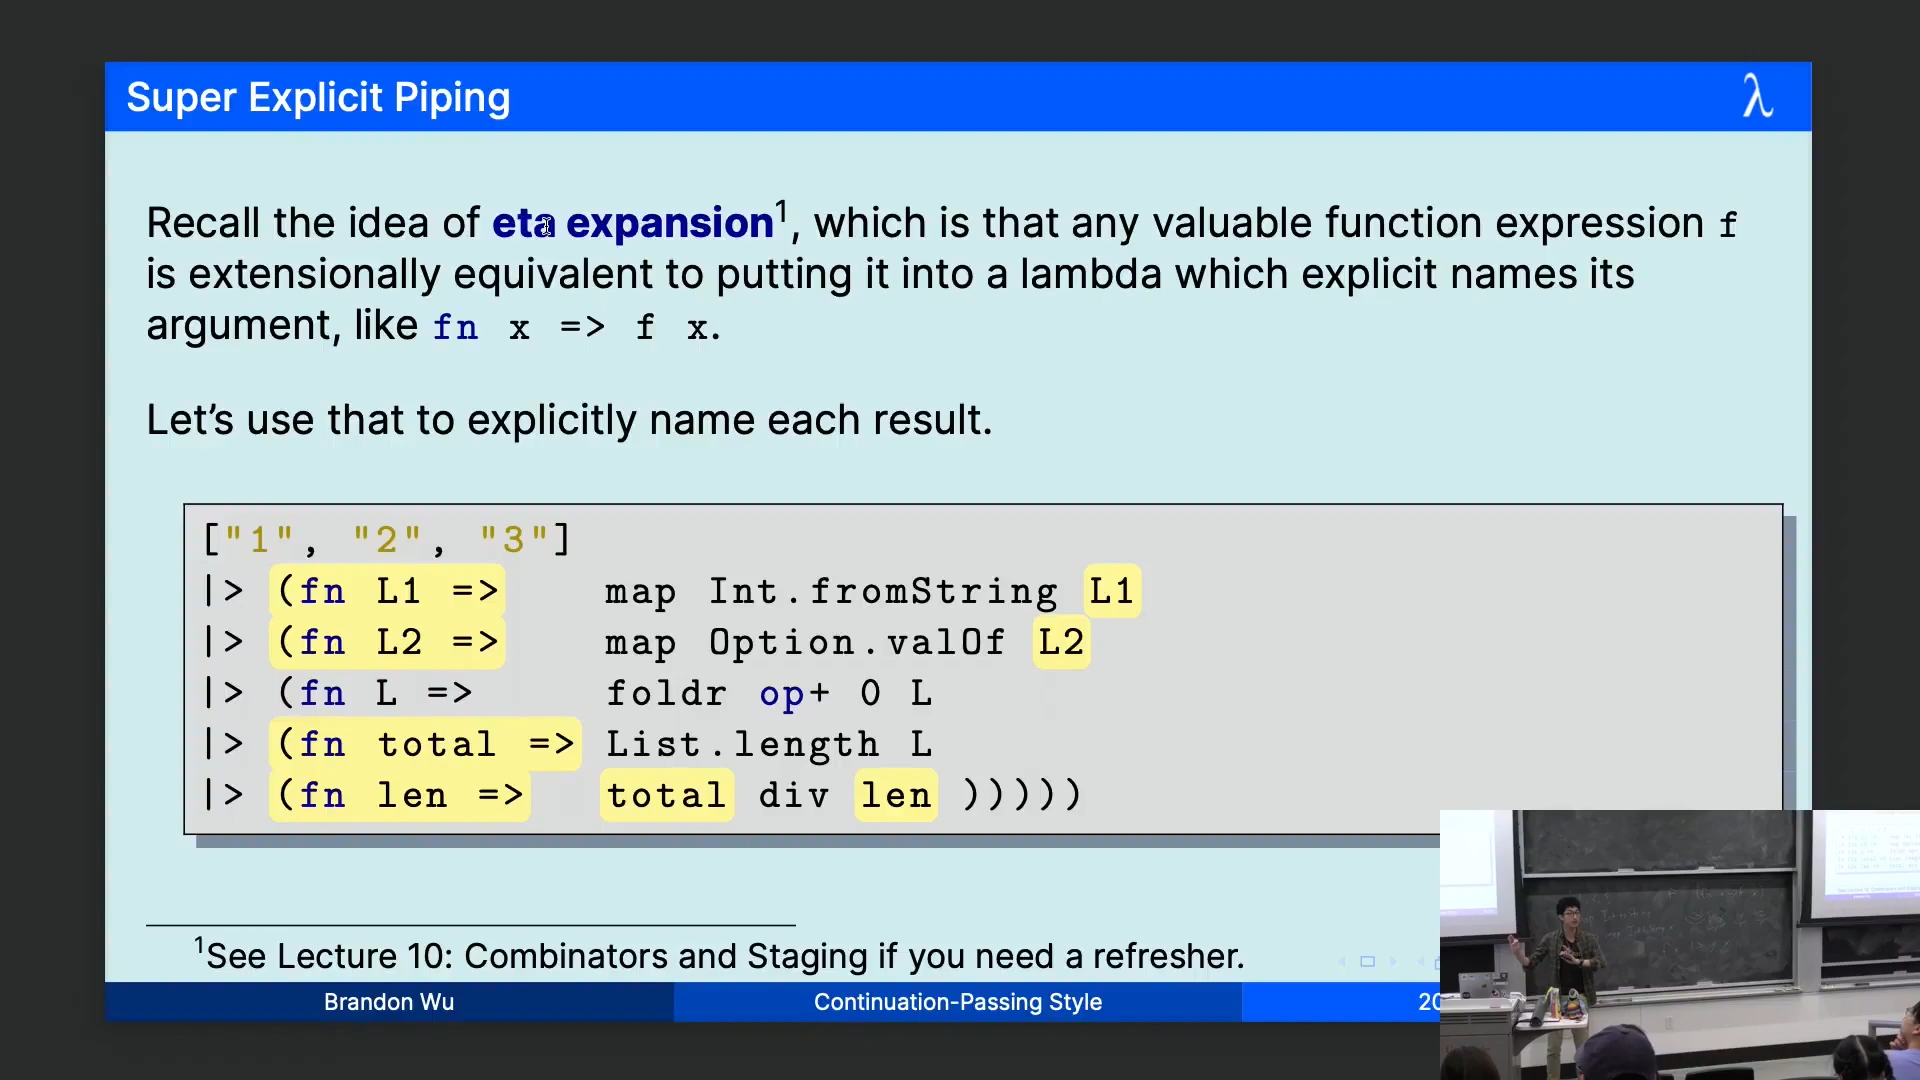 Super Explicit Piping λ
Recall the idea of eta expansion¹, which is that any valuable function expression f
is extensionally equivalent to putting it into a lambda which explicit names its
argument, like fn x => f x.
Let’s use that to explicitly name each result.
["1", "2", "3"]
|> (fn L1 => map Int.fromString L1
|> (fn L2 => map Option.valOf L2
|> (fn L => foldr op+ 0 L
|> (fn total => List.length L
|> (fn len => total div len )))))
¹See Lecture 10: Combinators and Staging if you need a refresher.
Brandon Wu Continuation-Passing Style